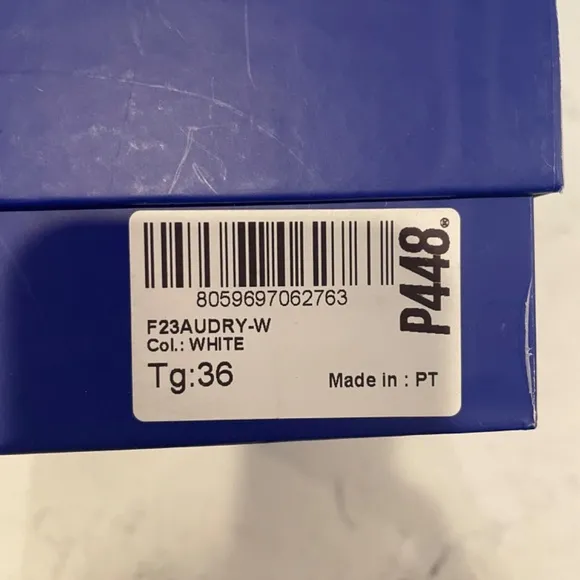 8059697062763
F23AUDRY-W
Col.: WHITE
Tg:36
Made in : PT
P448®